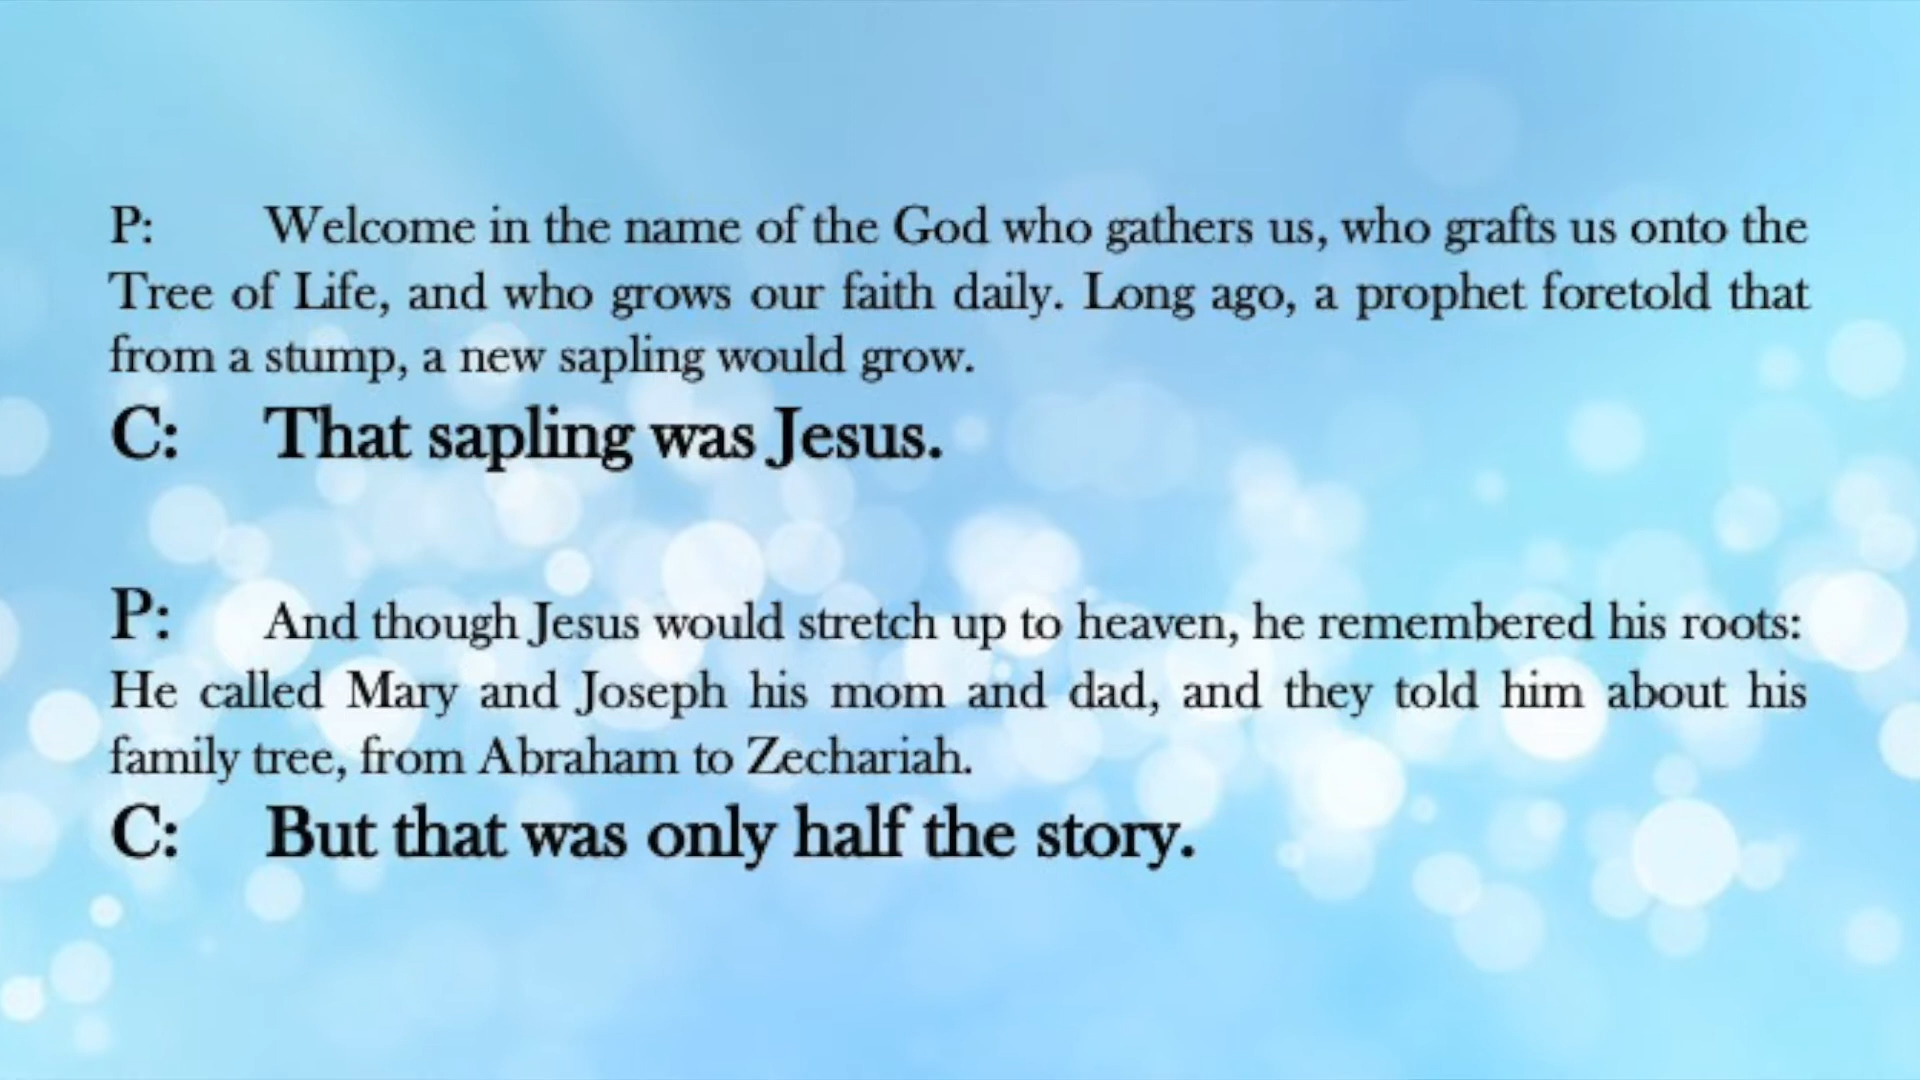 P: Welcome in the name of the God who gathers us, who grafts us onto the
Tree of Life, and who grows our faith daily. Long ago, a prophet foretold that
from a stump, a new sapling would grow.
C: That sapling was Jesus.
P: And though Jesus would stretch up to heaven, he remembered his roots:
He called Mary and Joseph his mom and dad, and they told him about his
family tree, from Abraham to Zechariah.
C: But that was only half the story.